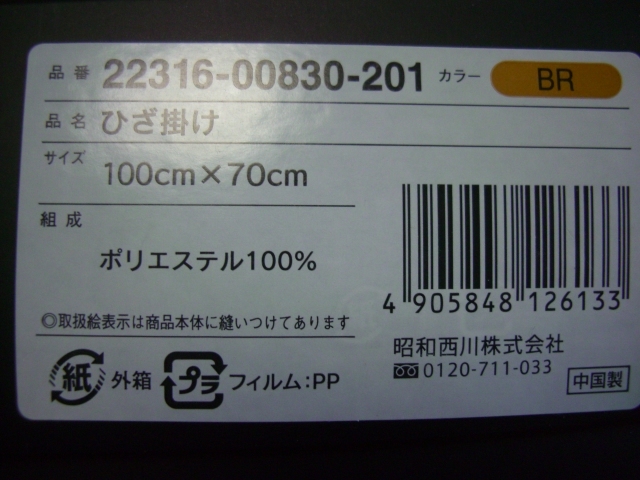 品番 22316-00830-201 カラー BR
品名 ひざ掛け
サイズ 100cm×70cm
組成
ポリエステル100%
4 905848 126133
◎取扱絵表示は商品本体に縫いつけてあります
昭和西川株式会社
0120-711-033
紙 外箱 プラ フィルム:PP
中国製